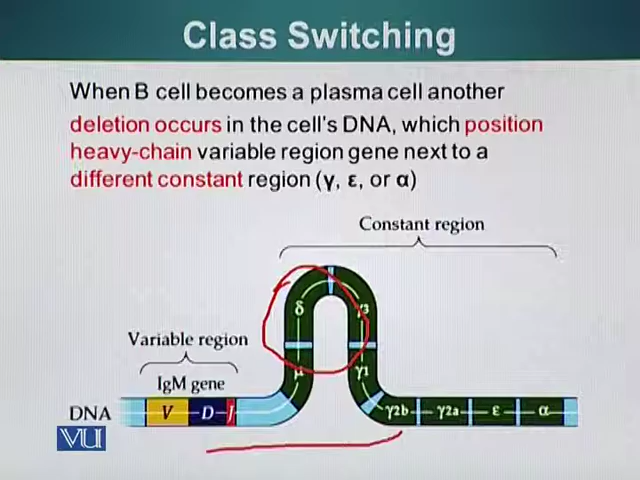 Class Switching
When B cell becomes a plasma cell another
deletion occurs in the cell's DNA, which position
heavy-chain variable region gene next to a
different constant region (γ, ε, or α)
Constant region
δ
γ3
Variable region
μ
γ1
IgM gene
DNA
V D J
γ2b γ2a ε α
VU